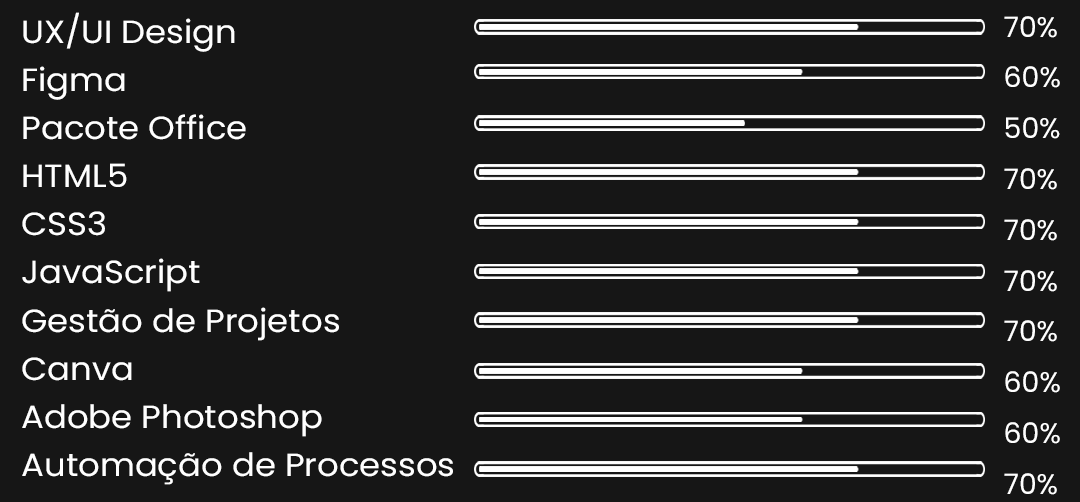 UX/UI Design 70%
Figma 60%
Pacote Office 50%
HTML5 70%
CSS3 70%
JavaScript 70%
Gestão de Projetos 70%
Canva 60%
Adobe Photoshop 60%
Automação de Processos 70%